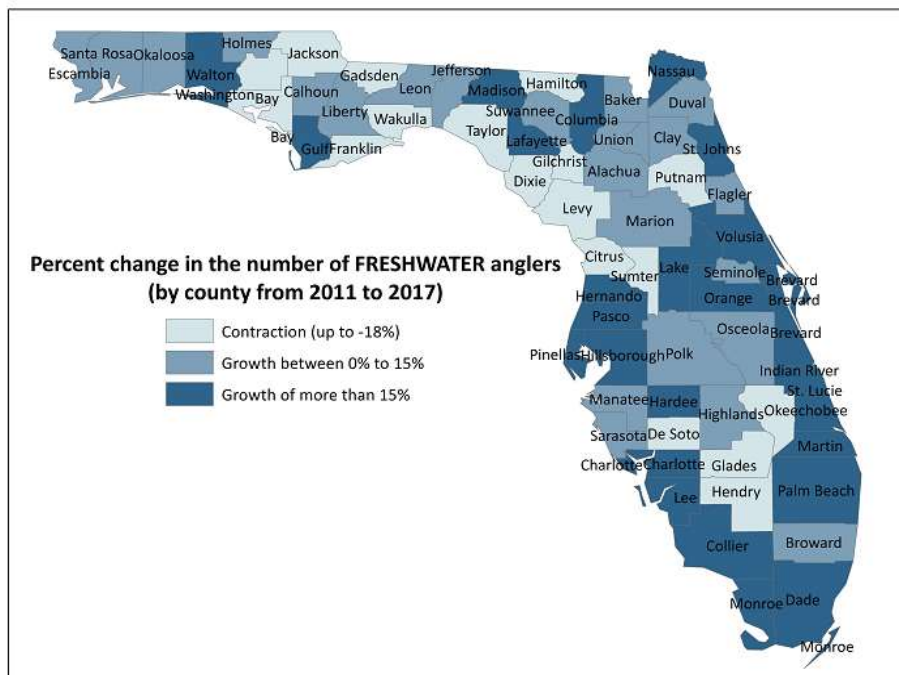 Holmes
Jackson
Santa Rosa
Okaloosa
Escambia
Walton
Washington
Bay
Calhoun
Gadsden
Leon
Jefferson
Madison
Hamilton
Nassau
Liberty
Wakulla
Suwannee
Columbia
Baker
Duval
Bay
Gulf
Franklin
Taylor
Lafayette
Union
Clay
St. Johns
Gilchrist
Dixie
Alachua
Putnam
Flagler
Levy
Marion
Volusia
Citrus
Sumter
Lake
Seminole
Brevard
Hernando
Orange
Brevard
Pasco
Osceola
Brevard
Pinellas
Hillsborough
Polk
Indian River
St. Lucie
Manatee
Hardee
Highlands
Okeechobee
Sarasota
De Soto
Martin
Charlotte
Charlotte
Glades
Lee
Hendry
Palm Beach
Collier
Broward
Monroe
Dade
Monroe
Percent change in the number of FRESHWATER anglers
(by county from 2011 to 2017)
Contraction (up to -18%)
Growth between 0% to 15%
Growth of more than 15%